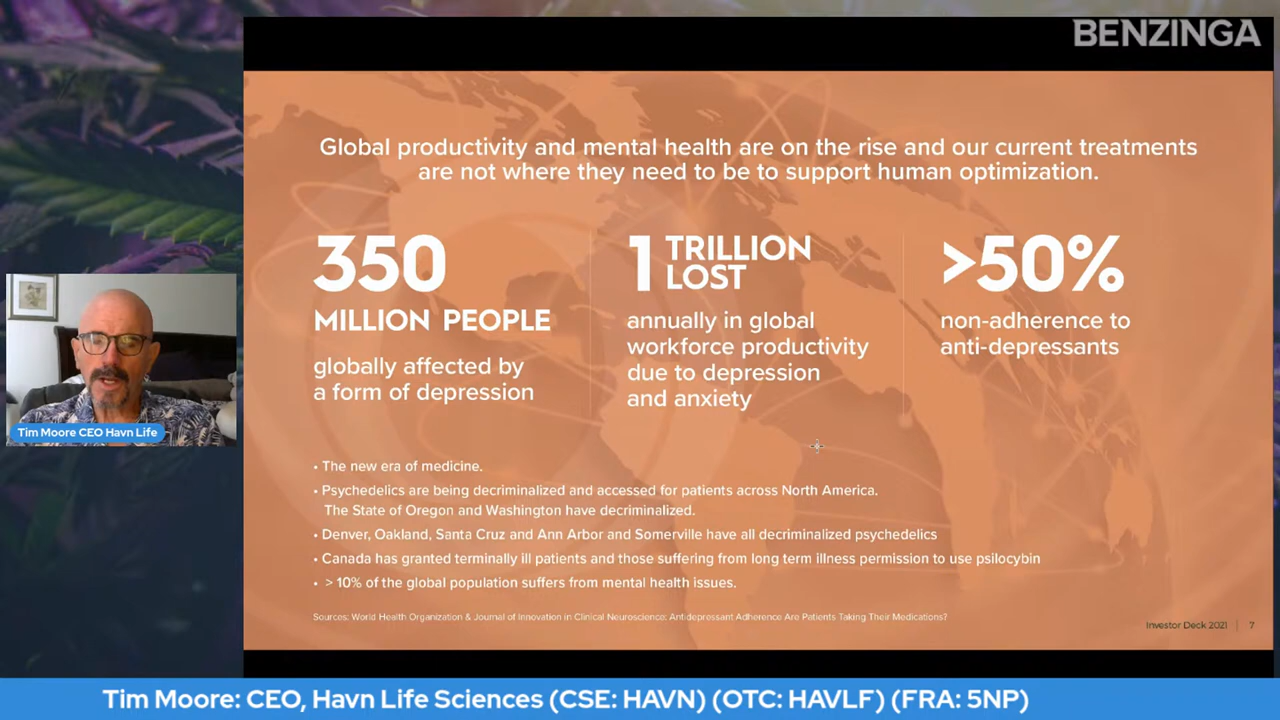 BENZINGA
Global productivity and mental health are on the rise and our current treatments
are not where they need to be to support human optimization.
350
MILLION PEOPLE
globally affected by
a form of depression
1 TRILLION
LOST
annually in global
workforce productivity
due to depression
and anxiety
>50%
non-adherence to
anti-depressants
• The new era of medicine.
• Psychedelics are being decriminalized and accessed for patients across North America.
The State of Oregon and Washington have decriminalized.
• Denver, Oakland, Santa Cruz and Ann Arbor and Somerville have all decriminalized psychedelics
• Canada has granted terminally ill patients and those suffering from long term illness permission to use psilocybin
• > 10% of the global population suffers from mental health issues.
Sources: World Health Organization & Journal of Innovation in Clinical Neuroscience: Antidepressant Adherence Are Patients Taking Their Medications?
Investor Deck 2021 | 7
Tim Moore CEO Havn Life
Tim Moore: CEO, Havn Life Sciences (CSE: HAVN) (OTC: HAVLF) (FRA: 5NP)